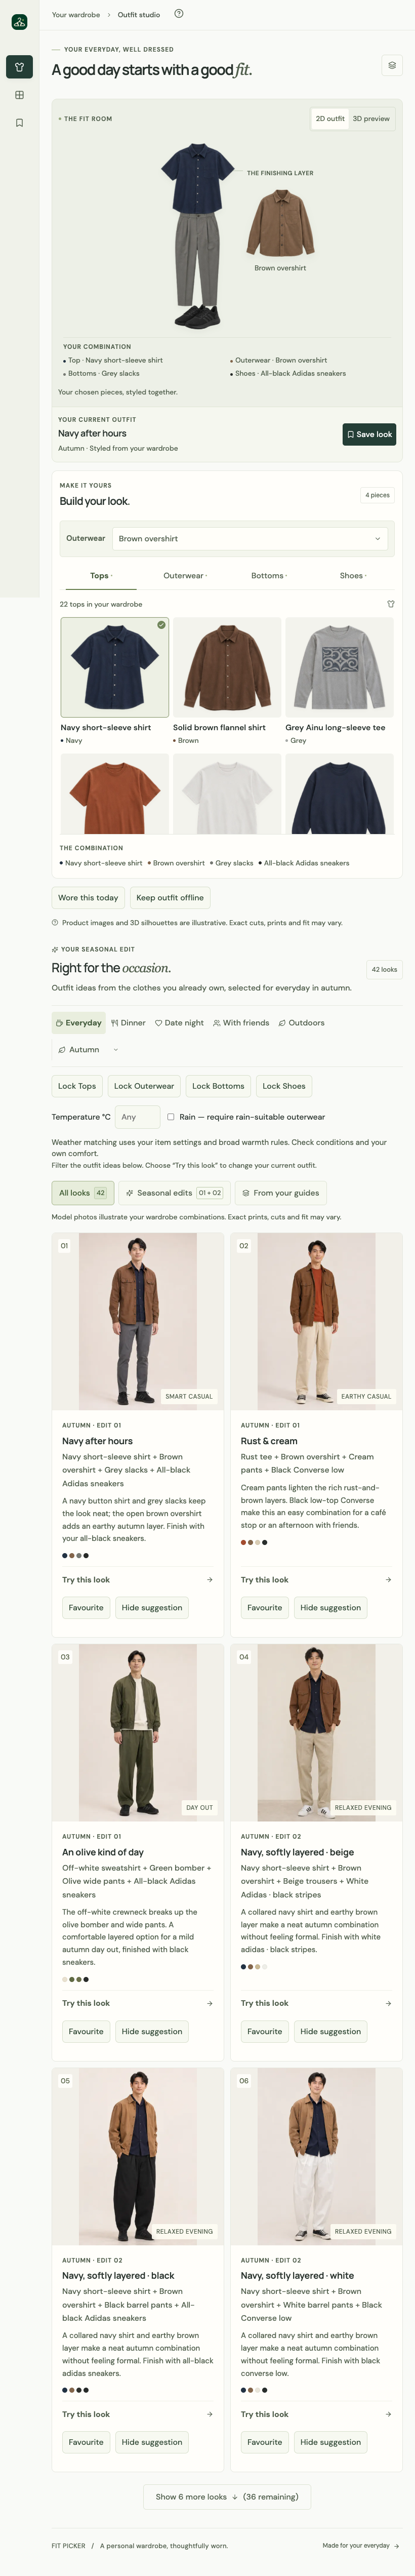 Your wardrobe › Outfit studio
YOUR EVERYDAY, WELL DRESSED
A good day starts with a good fit.
THE FIT ROOM
2D outfit 3D preview
THE FINISHING LAYER
Brown overshirt
YOUR COMBINATION
Top · Navy short-sleeve shirt
Outerwear · Brown overshirt
Bottoms · Grey slacks
Shoes · All-black Adidas sneakers
Your chosen pieces, styled together.
YOUR CURRENT OUTFIT
Navy after hours
Autumn · Styled from your wardrobe
Save look
MAKE IT YOURS
Build your look.
4 pieces
Outerwear Brown overshirt
Tops · Outerwear · Bottoms · Shoes ·
22 tops in your wardrobe
Navy short-sleeve shirt
Navy
Solid brown flannel shirt
Brown
Grey Ainu long-sleeve tee
Grey
THE COMBINATION
Navy short-sleeve shirt Brown overshirt Grey slacks All-black Adidas sneakers
Wore this today Keep outfit offline
Product images and 3D silhouettes are illustrative. Exact cuts, prints and fit may vary.
YOUR SEASONAL EDIT
Right for the occasion.
42 looks
Outfit ideas from the clothes you already own, selected for everyday in autumn.
Everyday Dinner Date night With friends Outdoors
Autumn
Lock Tops Lock Outerwear Lock Bottoms Lock Shoes
Temperature °C Any Rain — require rain-suitable outerwear
Weather matching uses your item settings and broad warmth rules. Check conditions and your
own comfort.
Filter the outfit ideas below. Choose “Try this look” to change your current outfit.
All looks 42 Seasonal edits 01 + 02 From your guides
Model photos illustrate your wardrobe combinations. Exact prints, cuts and fit may vary.
01
SMART CASUAL
AUTUMN · EDIT 01
Navy after hours
Navy short-sleeve shirt + Brown
overshirt + Grey slacks + All-black
Adidas sneakers
A navy button shirt and grey slacks keep
the look neat; the open brown overshirt
adds an earthy autumn layer. Finish with
your all-black sneakers.
Try this look →
Favourite Hide suggestion
02
EARTHY CASUAL
AUTUMN · EDIT 01
Rust & cream
Rust tee + Brown overshirt + Cream
pants + Black Converse low
Cream pants lighten the rich rust-and-
brown layers. Black low-top Converse
make this an easy combination for a café
stop or an afternoon with friends.
Try this look →
Favourite Hide suggestion
03
DAY OUT
AUTUMN · EDIT 01
An olive kind of day
Off-white sweatshirt + Green bomber +
Olive wide pants + All-black Adidas
sneakers
The off-white crewneck breaks up the
olive bomber and wide pants. A
comfortable layered option for a mild
autumn day out, finished with black
sneakers.
Try this look →
Favourite Hide suggestion
04
RELAXED EVENING
AUTUMN · EDIT 02
Navy, softly layered · beige
Navy short-sleeve shirt + Brown
overshirt + Beige trousers + White
Adidas · black stripes
A collared navy shirt and earthy brown
layer make a neat autumn combination
without feeling formal. Finish with white
adidas · black stripes.
Try this look →
Favourite Hide suggestion
05
RELAXED EVENING
AUTUMN · EDIT 02
Navy, softly layered · black
Navy short-sleeve shirt + Brown
overshirt + Black barrel pants + All-
black Adidas sneakers
A collared navy shirt and earthy brown
layer make a neat autumn combination
without feeling formal. Finish with all-black
adidas sneakers.
Try this look →
Favourite Hide suggestion
06
RELAXED EVENING
AUTUMN · EDIT 02
Navy, softly layered · white
Navy short-sleeve shirt + Brown
overshirt + White barrel pants + Black
Converse low
A collared navy shirt and earthy brown
layer make a neat autumn combination
without feeling formal. Finish with black
converse low.
Try this look →
Favourite Hide suggestion
Show 6 more looks ↓ (36 remaining)
FIT PICKER / A personal wardrobe, thoughtfully worn.
Made for your everyday →